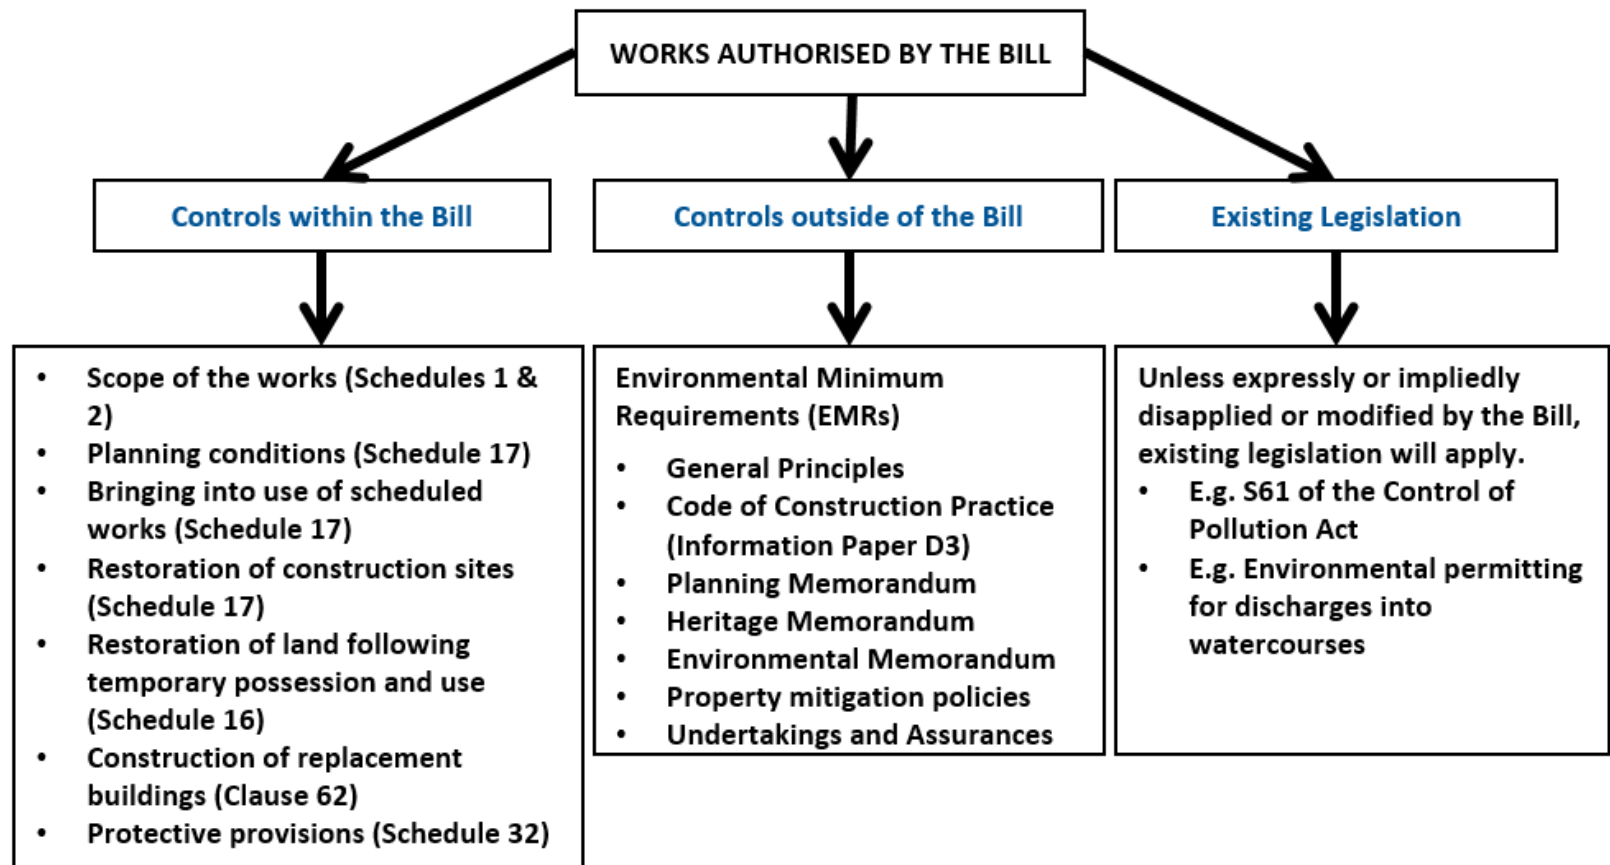 WORKS AUTHORISED BY THE BILL
Controls within the Bill
Controls outside of the Bill
Existing Legislation
• Scope of the works (Schedules 1 &
2)
• Planning conditions (Schedule 17)
• Bringing into use of scheduled
works (Schedule 17)
• Restoration of construction sites
(Schedule 17)
• Restoration of land following
temporary possession and use
(Schedule 16)
• Construction of replacement
buildings (Clause 62)
• Protective provisions (Schedule 32)
Environmental Minimum
Requirements (EMRs)
• General Principles
• Code of Construction Practice
(Information Paper D3)
• Planning Memorandum
• Heritage Memorandum
• Environmental Memorandum
• Property mitigation policies
• Undertakings and Assurances
Unless expressly or impliedly
disapplied or modified by the Bill,
existing legislation will apply.
• E.g. S61 of the Control of
Pollution Act
• E.g. Environmental permitting
for discharges into
watercourses